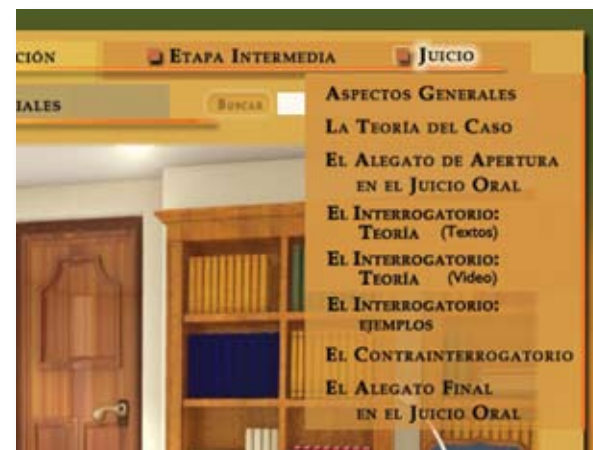 CIÓN
ETAPA INTERMEDIA
JUICIO
IALES
BUSCAR
ASPECTOS GENERALES
LA TEORÍA DEL CASO
EL ALEGATO DE APERTURA
EN EL JUICIO ORAL
EL INTERROGATORIO:
TEORÍA (Textos)
EL INTERROGATORIO:
TEORÍA (Video)
EL INTERROGATORIO:
EJEMPLOS
EL CONTRAINTERROGATORIO
EL ALEGATO FINAL
EN EL JUICIO ORAL